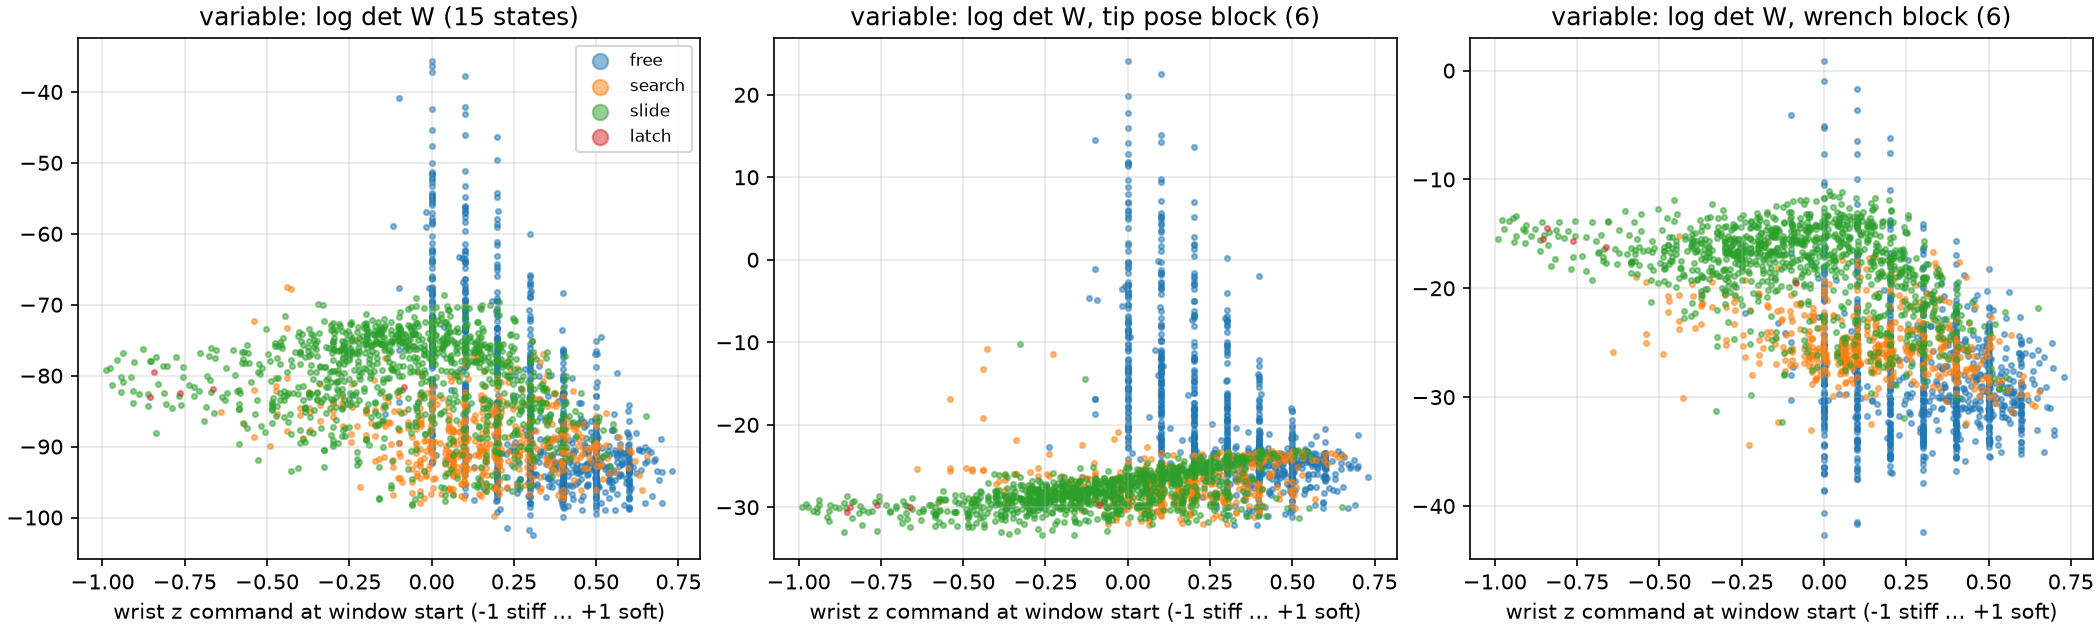 variable: log det W (15 states)
−40
−50
−60
−70
−80
−90
−100
−1.00 −0.75 −0.50 −0.25 0.00 0.25 0.50 0.75
wrist z command at window start (-1 stiff ... +1 soft)
free
search
slide
latch
variable: log det W, tip pose block (6)
20
10
0
−10
−20
−30
−1.00 −0.75 −0.50 −0.25 0.00 0.25 0.50 0.75
wrist z command at window start (-1 stiff ... +1 soft)
variable: log det W, wrench block (6)
0
−10
−20
−30
−40
−1.00 −0.75 −0.50 −0.25 0.00 0.25 0.50 0.75
wrist z command at window start (-1 stiff ... +1 soft)